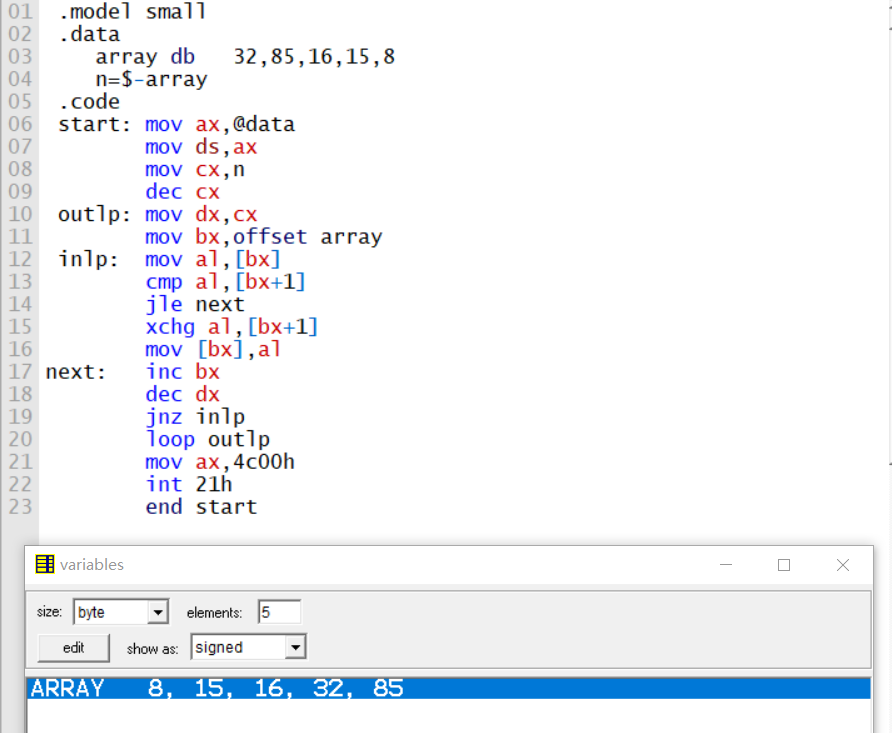 01 .model small
02 .data
03 array db 32,85,16,15,8
04 n=$-array
05 .code
06 start: mov ax,@data
07 mov ds,ax
08 mov cx,n
09 dec cx
10 outlp: mov dx,cx
11 mov bx,offset array
12 inlp: mov al,[bx]
13 cmp al,[bx+1]
14 jle next
15 xchg al,[bx+1]
16 mov [bx],al
17 next: inc bx
18 dec dx
19 jnz inlp
20 loop outlp
21 mov ax,4c00h
22 int 21h
23 end start
variables
size: byte elements: 5
edit show as: signed
ARRAY 8, 15, 16, 32, 85